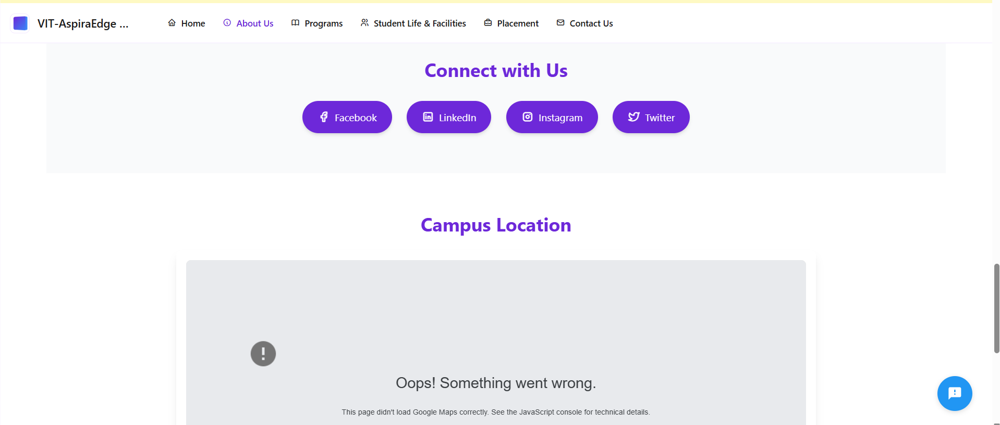 VIT-AspiraEdge ...
Home
About Us
Programs
Student Life & Facilities
Placement
Contact Us
Connect with Us
Facebook
LinkedIn
Instagram
Twitter
Campus Location
Oops! Something went wrong.
This page didn't load Google Maps correctly. See the JavaScript console for technical details.